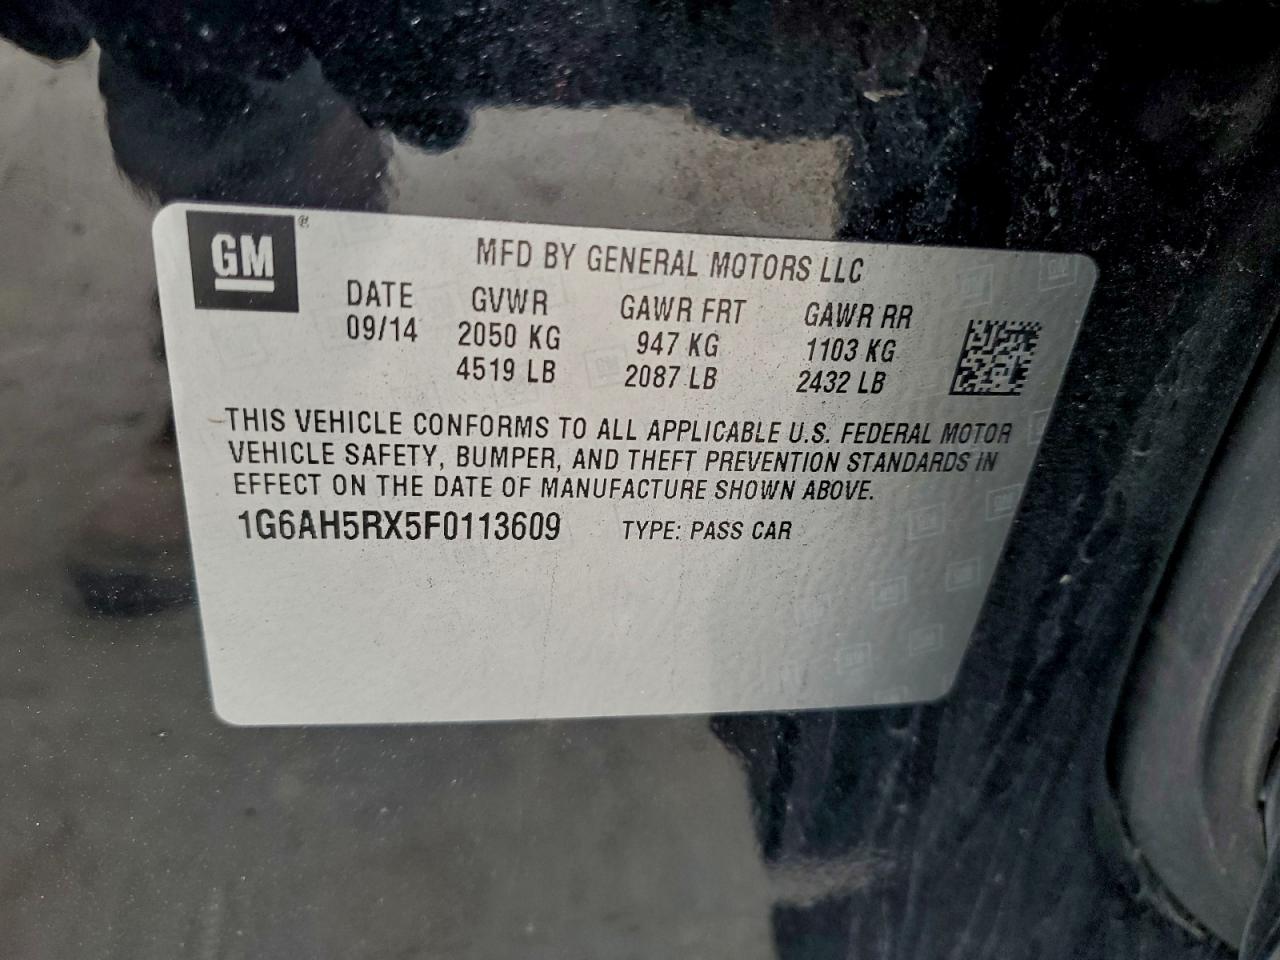 GM ®
MFD BY GENERAL MOTORS LLC
DATE GVWR GAWR FRT GAWR RR
09/14 2050 KG 947 KG 1103 KG
4519 LB 2087 LB 2432 LB
THIS VEHICLE CONFORMS TO ALL APPLICABLE U.S. FEDERAL MOTOR
VEHICLE SAFETY, BUMPER, AND THEFT PREVENTION STANDARDS IN
EFFECT ON THE DATE OF MANUFACTURE SHOWN ABOVE.
1G6AH5RX5F0113609 TYPE: PASS CAR